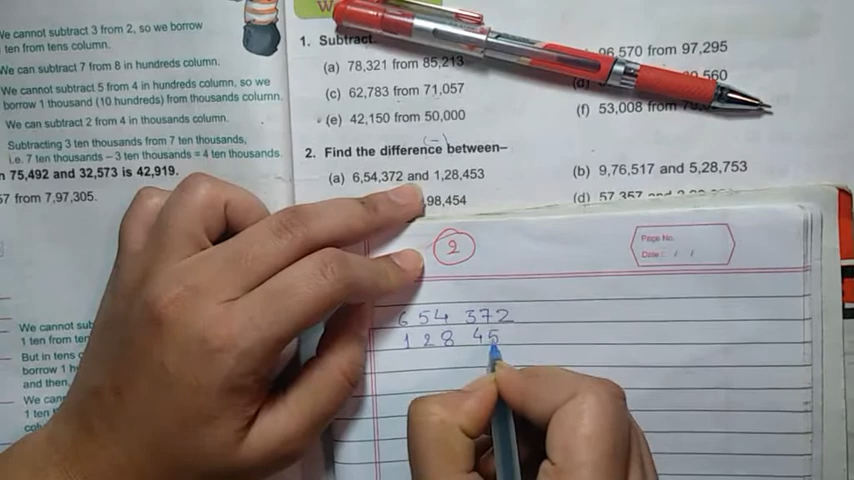 We cannot subtract 3 from 2, so we borrow
ten from tens column.
We can subtract 7 from 8 in hundreds column.
We cannot subtract 5 from 4 in hundreds column, so we
borrow 1 thousand (10 hundreds) from thousands column.
We can subtract 2 from 4 in thousands column.
Subtracting 3 ten thousands from 7 ten thousands,
i.e. 7 ten thousands – 3 ten thousands = 4 ten thousands.
75,492 and 32,573 is 42,919.
from 7,97,305.
We cannot su
1 ten from
But in tens
and then,
We can
1 ten
W
1. Subtract.
(a) 78,321 from 85,213
96,570 from 97,295
(c) 62,783 from 71,057
(e) 42,150 from 50,000
(f) 53,008 from
(–)
2. Find the difference between–
(a) 6,54,372 and 1,28,453
(b) 9,76,517 and 5,28,753
98,454
(d) 57,357 and
2
Page No.
Date : / /
6 54 372
1 28 45